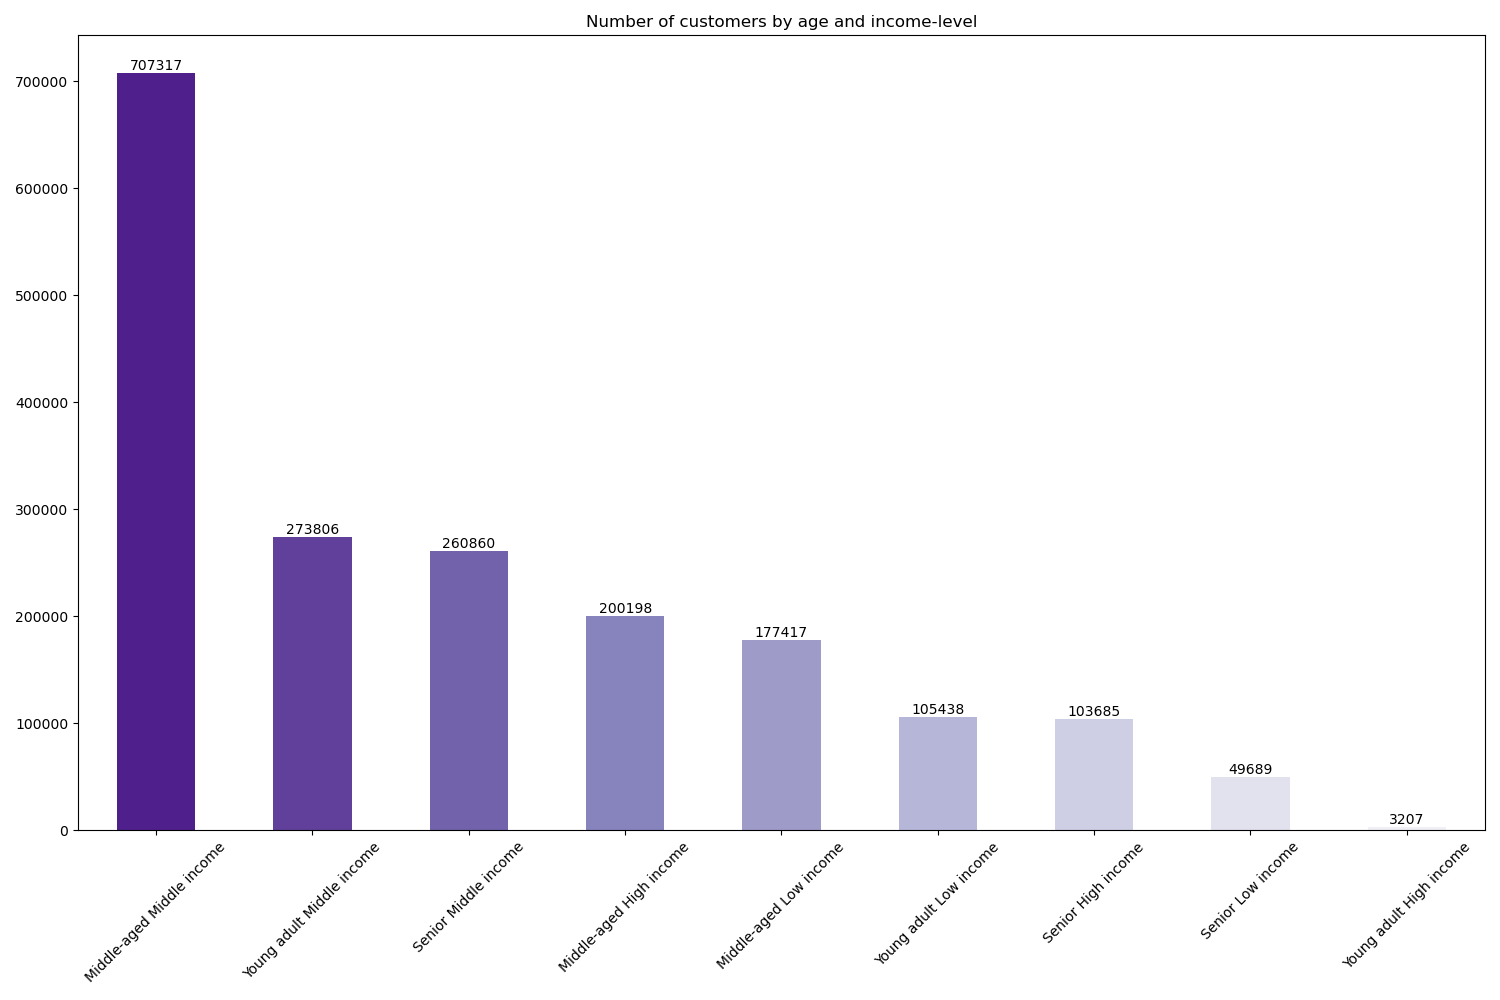 Number of customers by age and income-level
700000
600000
500000
400000
300000
200000
100000
0
707317
273806
260860
200198
177417
105438
103685
49689
3207
Middle-aged Middle income
Young adult Middle income
Senior Middle income
Middle-aged High income
Middle-aged Low income
Young adult Low income
Senior High income
Senior Low income
Young adult High income